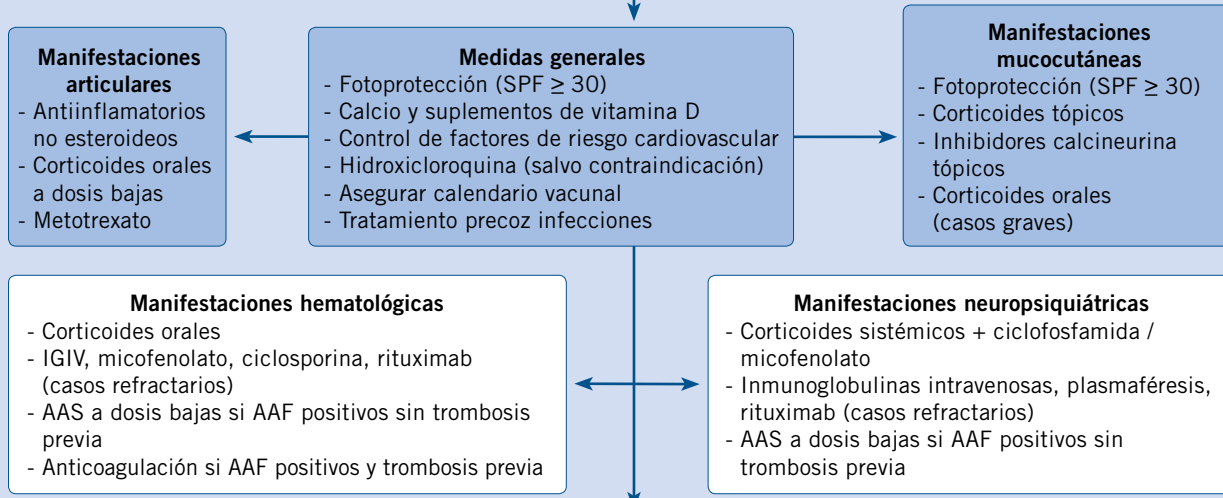 Manifestaciones
articulares
- Antiinflamatorios
no esteroideos
- Corticoides orales
a dosis bajas
- Metotrexato
Medidas generales
- Fotoprotección (SPF ≥ 30)
- Calcio y suplementos de vitamina D
- Control de factores de riesgo cardiovascular
- Hidroxicloroquina (salvo contraindicación)
- Asegurar calendario vacunal
- Tratamiento precoz infecciones
Manifestaciones
mucocutáneas
- Fotoprotección (SPF ≥ 30)
- Corticoides tópicos
- Inhibidores calcineurina
tópicos
- Corticoides orales
(casos graves)
Manifestaciones hematológicas
- Corticoides orales
- IGIV, micofenolato, ciclosporina, rituximab
(casos refractarios)
- AAS a dosis bajas si AAF positivos sin trombosis
previa
- Anticoagulación si AAF positivos y trombosis previa
Manifestaciones neuropsiquiátricas
- Corticoides sistémicos + ciclofosfamida /
micofenolato
- Inmunoglobulinas intravenosas, plasmaféresis,
rituximab (casos refractarios)
- AAS a dosis bajas si AAF positivos sin
trombosis previa